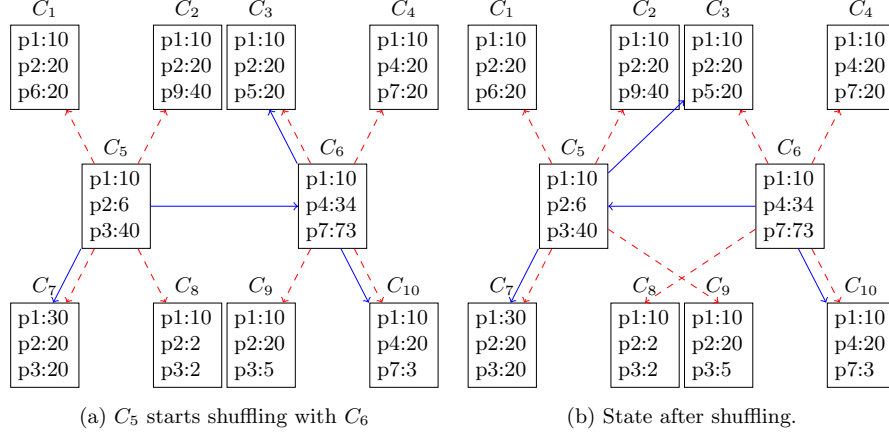 C1 C2 C3 C4 C1 C2 C3 C4
p1:10 p1:10 p1:10 p1:10 p1:10 p1:10 p1:10 p1:10
p2:20 p2:20 p2:20 p4:20 p2:20 p2:20 p2:20 p4:20
p6:20 p9:40 p5:20 p7:20 p6:20 p9:40 p5:20 p7:20
C5 C6 C5 C6
p1:10 p1:10 p1:10 p1:10
p2:6 p4:34 p2:6 p4:34
p3:40 p7:73 p3:40 p7:73
C7 C8 C9 C10 C7 C8 C9 C10
p1:30 p1:10 p1:10 p1:10 p1:30 p1:10 p1:10 p1:10
p2:20 p2:2 p2:20 p4:20 p2:20 p2:2 p2:20 p4:20
p3:20 p3:2 p3:5 p7:3 p3:20 p3:2 p3:5 p7:3
(a) C5 starts shuffling with C6 (b) State after shuffling.